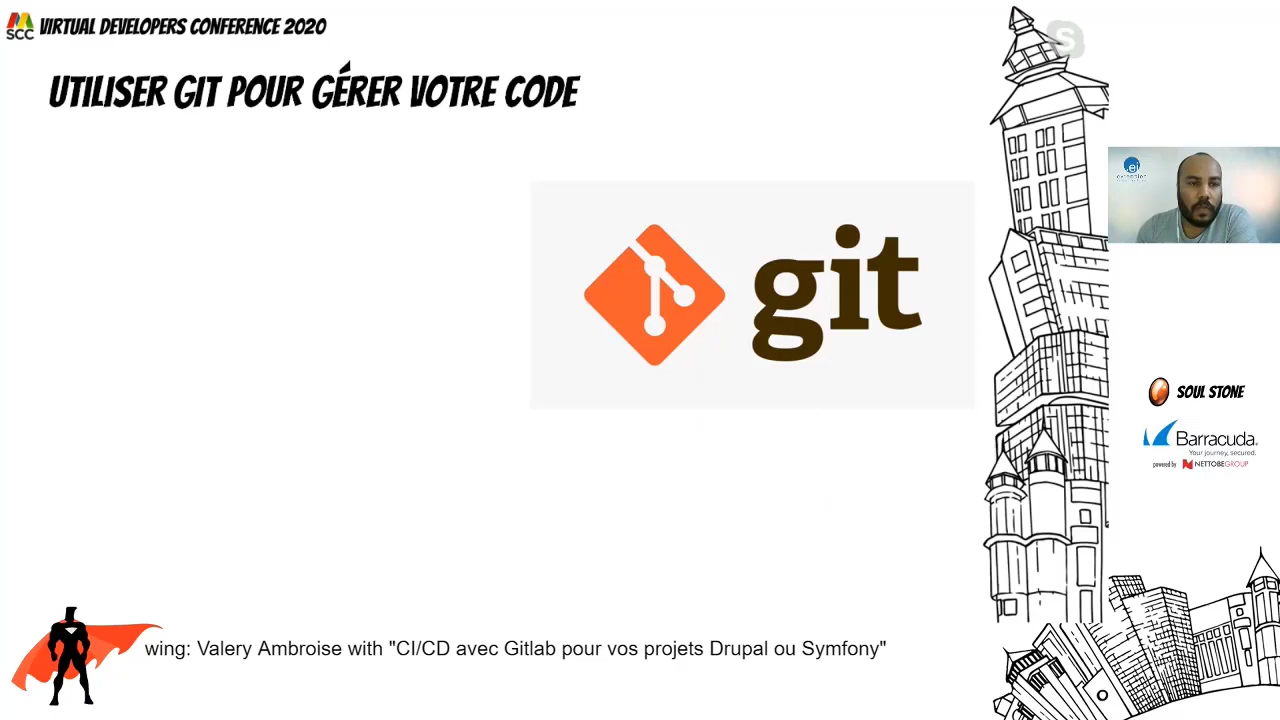 SCC VIRTUAL DEVELOPERS CONFERENCE 2020
UTILISER GIT POUR GÉRER VOTRE CODE
git
S
ej
SOUL STONE
Barracuda.
Your journey, secured.
powered by NETTOBEGROUP
wing: Valery Ambroise with "CI/CD avec Gitlab pour vos projets Drupal ou Symfony"